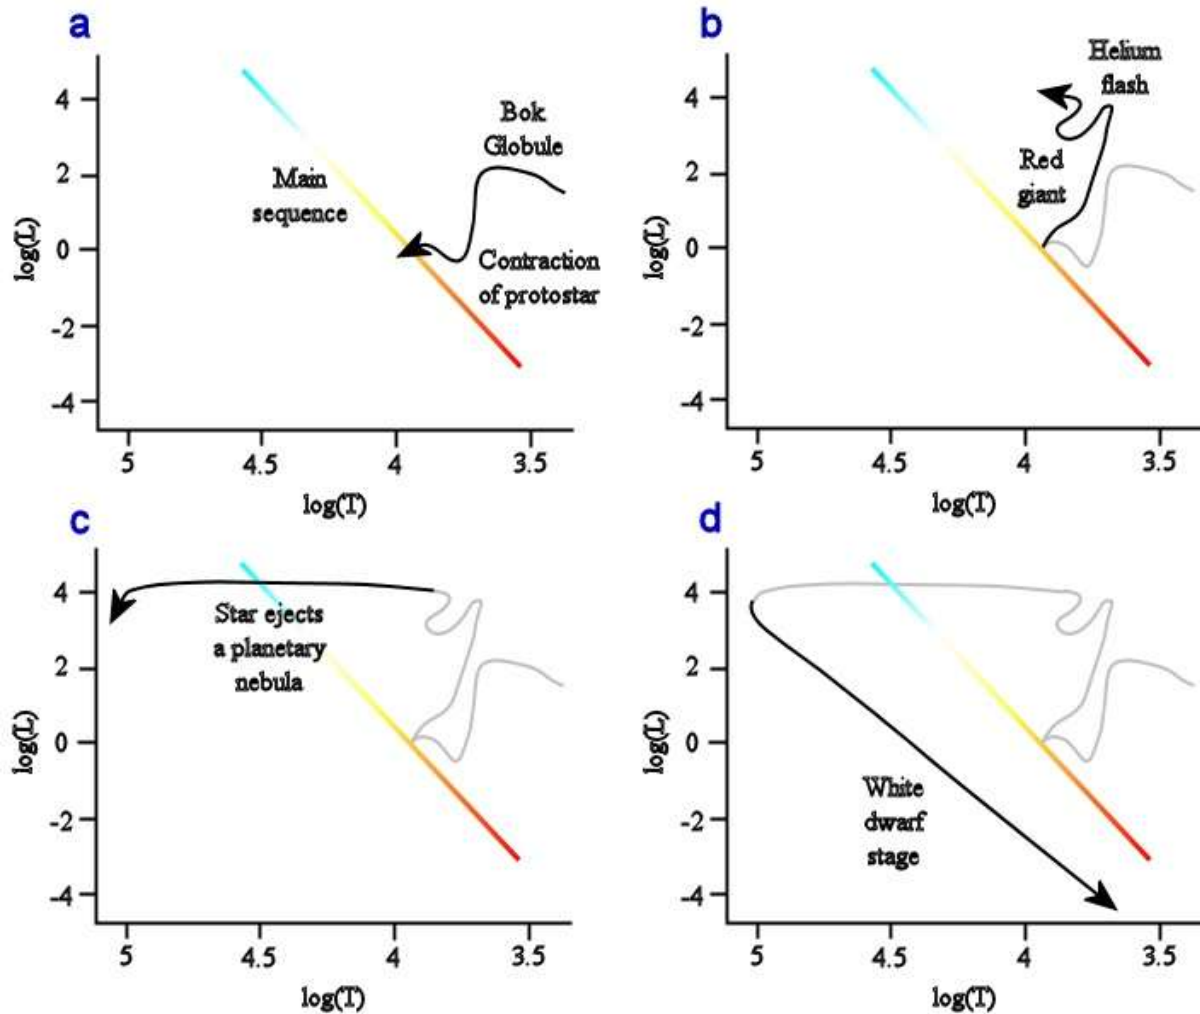 a
Bok
Globule
Main
sequence
Contraction
of protostar
log(L)
4
2
0
-2
-4
5
4.5
4
3.5
log(T)
b
Helium
flash
Red
giant
log(L)
4
2
0
-2
-4
5
4.5
4
3.5
log(T)
c
Star ejects
a planetary
nebula
log(L)
4
2
0
-2
-4
5
4.5
4
3.5
log(T)
d
White
dwarf
stage
log(L)
4
2
0
-2
-4
5
4.5
4
3.5
log(T)